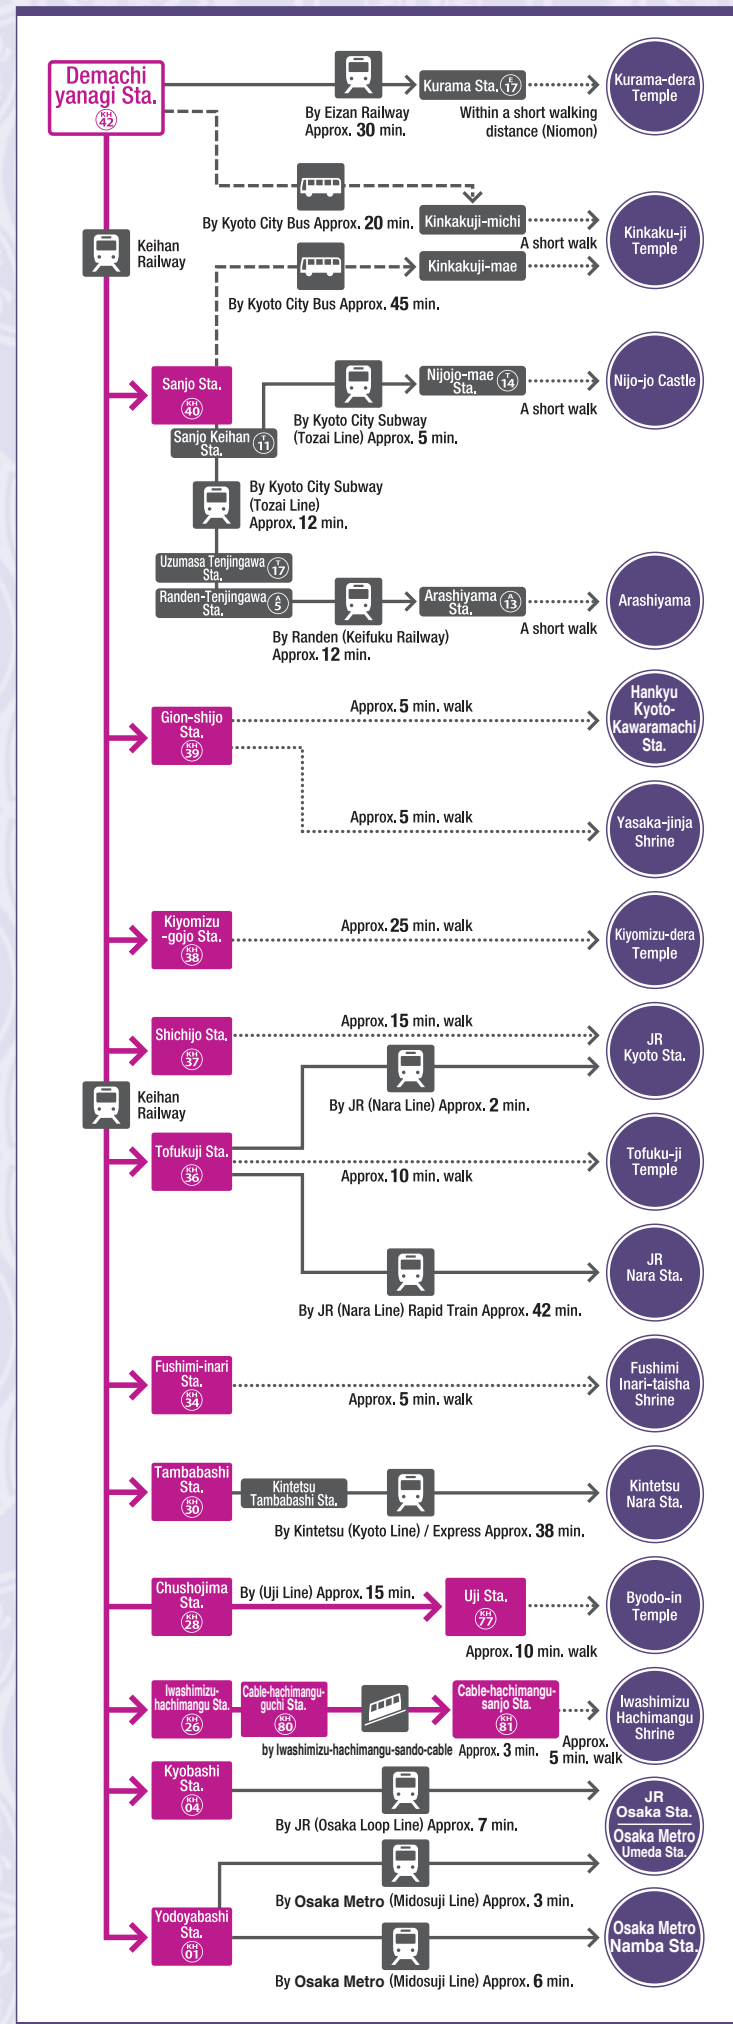 Demachi
yanagi Sta.
KH
42
By Eizan Railway
Approx. 30 min.
Kurama Sta. E
17
Within a short walking
distance (Niomon)
Kurama-dera
Temple
By Kyoto City Bus Approx. 20 min.
Kinkakuji-michi
A short walk
Kinkaku-ji
Temple
Keihan
Railway
Kinkakuji-mae
By Kyoto City Bus Approx. 45 min.
Sanjo Sta.
KH
40
Sanjo Keihan
Sta.
T
11
By Kyoto City Subway
(Tozai Line) Approx. 5 min.
Nijojo-mae
Sta.
T
14
A short walk
Nijo-jo Castle
By Kyoto City Subway
(Tozai Line)
Approx. 12 min.
Uzumasa Tenjingawa
Sta.
T
17
Randen-Tenjingawa
Sta.
A
5
By Randen (Keifuku Railway)
Approx. 12 min.
Arashiyama
Sta.
A
13
A short walk
Arashiyama
Gion-shijo
Sta.
KH
39
Approx. 5 min. walk
Hankyu
Kyoto-
Kawaramachi
Sta.
Approx. 5 min. walk
Yasaka-jinja
Shrine
Kiyomizu
-gojo Sta.
KH
38
Approx. 25 min. walk
Kiyomizu-dera
Temple
Shichijo Sta.
KH
37
Approx. 15 min. walk
JR
Kyoto Sta.
Keihan
Railway
By JR (Nara Line) Approx. 2 min.
Tofukuji Sta.
KH
36
Approx. 10 min. walk
Tofuku-ji
Temple
By JR (Nara Line) Rapid Train Approx. 42 min.
JR
Nara Sta.
Fushimi-inari
Sta.
KH
34
Approx. 5 min. walk
Fushimi
Inari-taisha
Shrine
Tambabashi
Sta.
KH
30
Kintetsu
Tambabashi Sta.
By Kintetsu (Kyoto Line) / Express Approx. 38 min.
Kintetsu
Nara Sta.
Chushojima
Sta.
KH
28
By (Uji Line) Approx. 15 min.
Uji Sta.
KH
77
Approx. 10 min. walk
Byodo-in
Temple
Iwashimizu-
hachimangu Sta.
KH
26
Cable-hachimangu-
guchi Sta.
KH
80
by Iwashimizu-hachimangu-sando-cable Approx. 3 min.
Cable-hachimangu-
sanjo Sta.
KH
81
Approx.
5 min. walk
Iwashimizu
Hachimangu
Shrine
Kyobashi
Sta.
KH
04
By JR (Osaka Loop Line) Approx. 7 min.
JR
Osaka Sta.
Osaka Metro
Umeda Sta.
By Osaka Metro (Midosuji Line) Approx. 3 min.
Yodoyabashi
Sta.
KH
01
By Osaka Metro (Midosuji Line) Approx. 6 min.
Osaka Metro
Namba Sta.